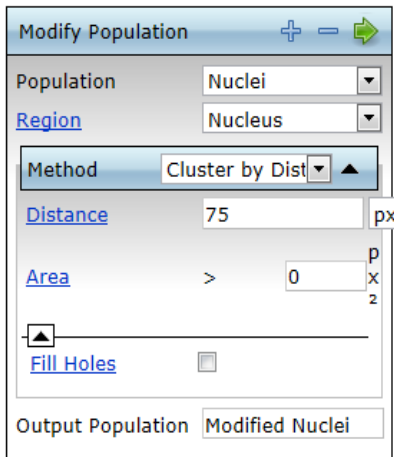 Modify Population
Population Nuclei
Region Nucleus
Method Cluster by Dist
Distance 75 px
Area > 0 px²
Fill Holes
Output Population Modified Nuclei